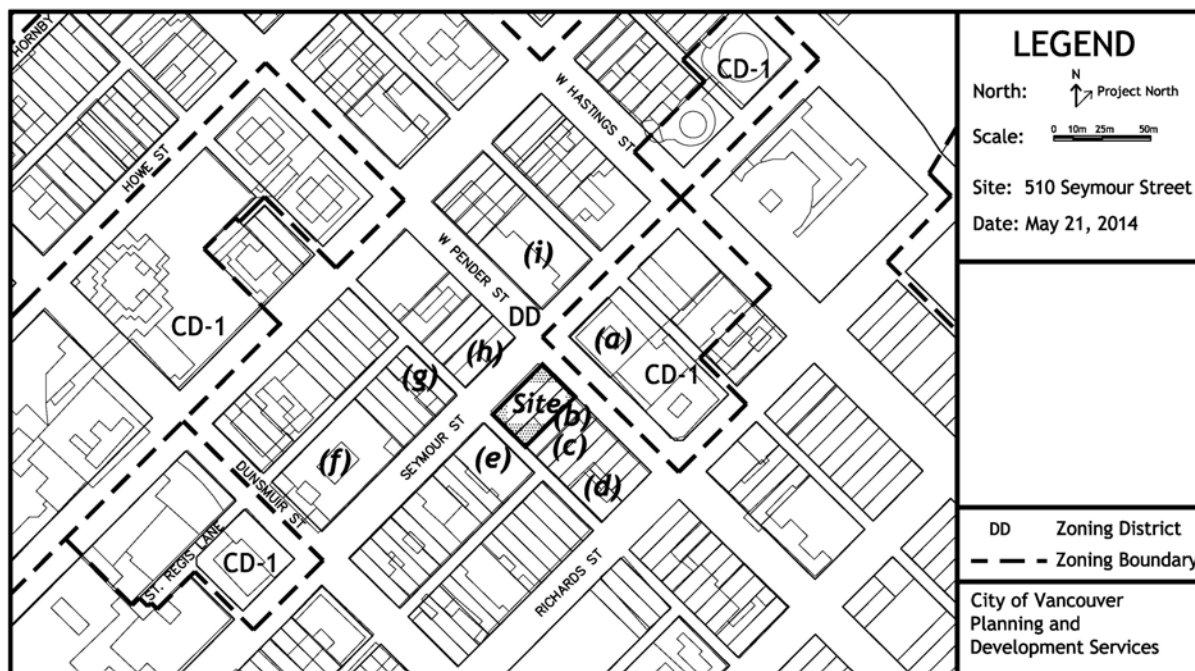 HORNBY
HOWE ST
W HASTINGS ST
CD-1
W PENDER ST
(i)
DD
CD-1
(a)
CD-1
(h)
(g)
Site
(b)
(c)
(d)
(e)
SEYMOUR ST
(f)
DUNSMUIR ST
ST. REGIS LANE
CD-1
RICHARDS ST
LEGEND
North:
N
Project North
Scale:
0 10m 25m 50m
Site: 510 Seymour Street
Date: May 21, 2014
DD Zoning District
Zoning Boundary
City of Vancouver
Planning and
Development Services